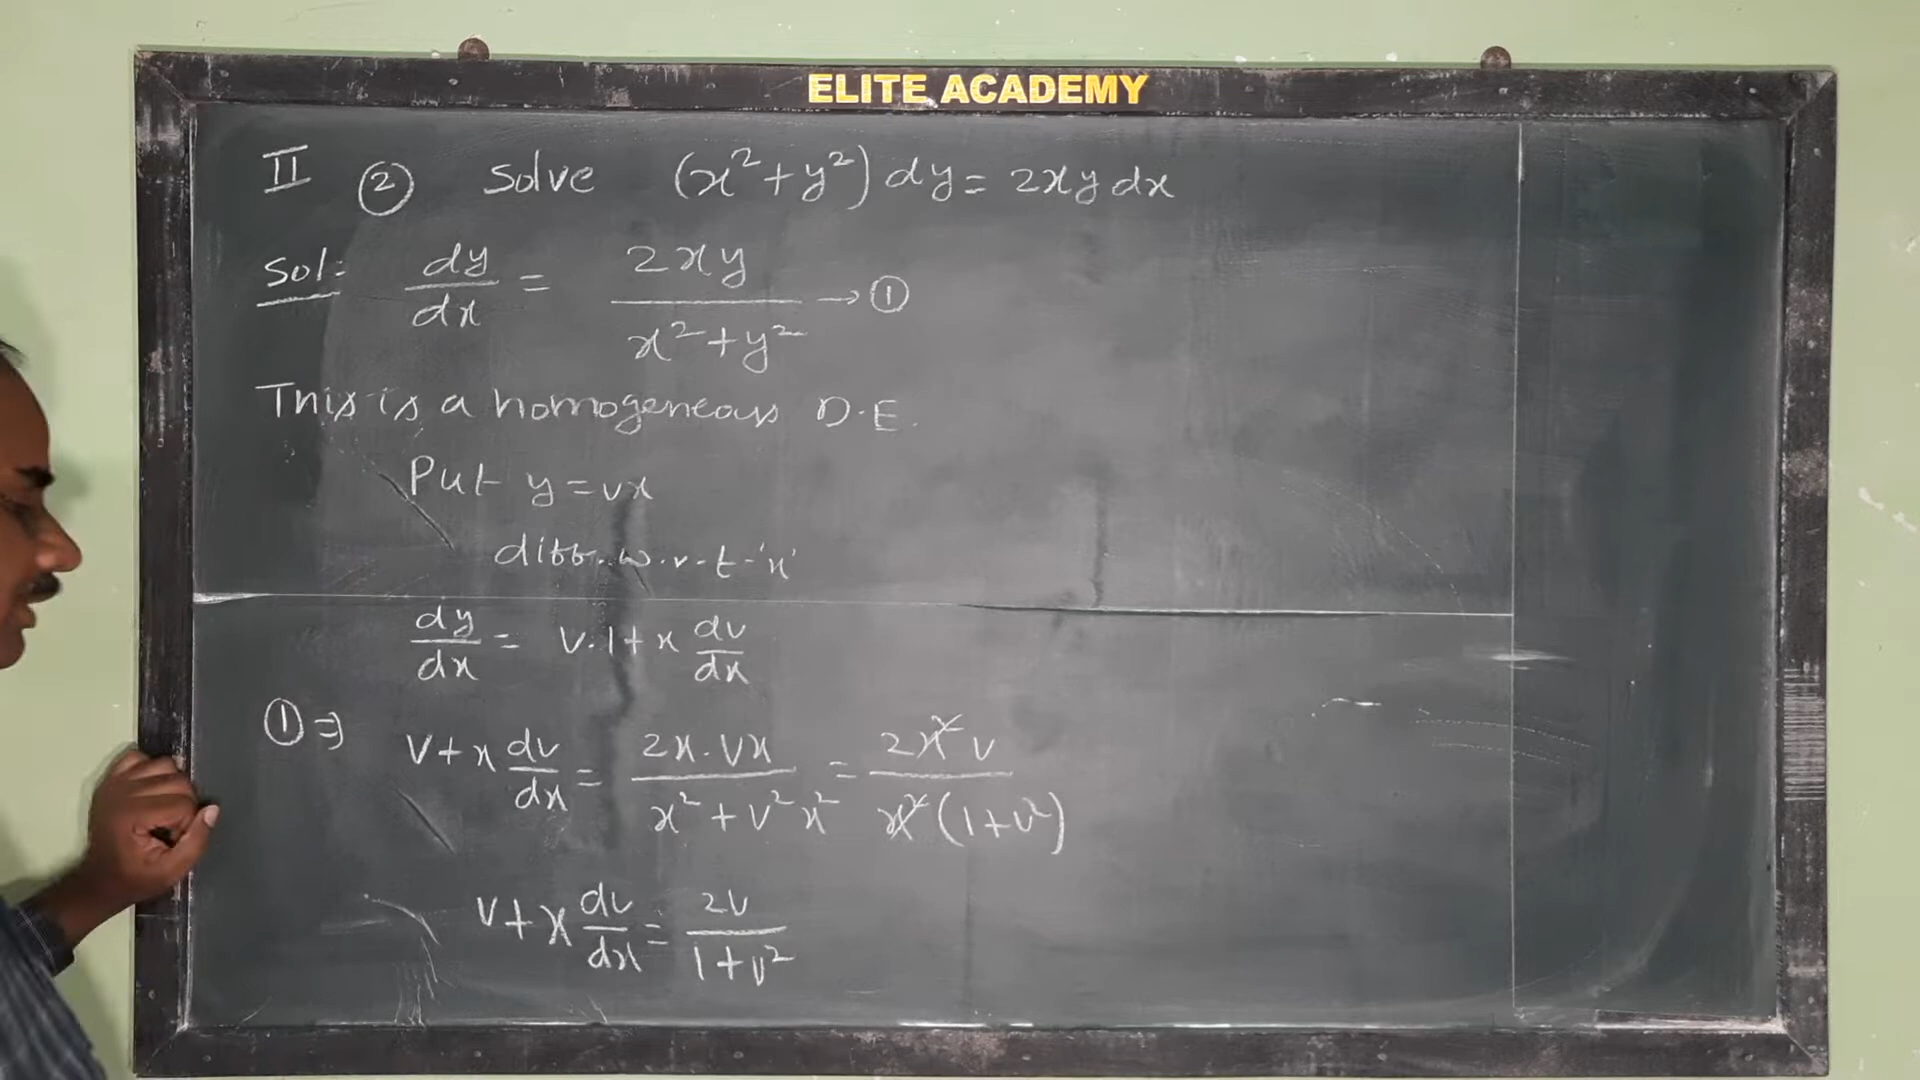 ELITE ACADEMY
II ② Solve (x²+y²) dy = 2xy dx
Sol: dy/dx = 2xy/(x²+y²) → ①
This is a homogeneous D.E.
Put y = vx
diff. w.r.t. 'x'
dy/dx = v.1 + x dv/dx
① ⇒ v + x dv/dx = 2x.vx/(x²+v²x²) = 2x²v/(x²(1+v²))
v + x dv/dx = 2v/(1+v²)